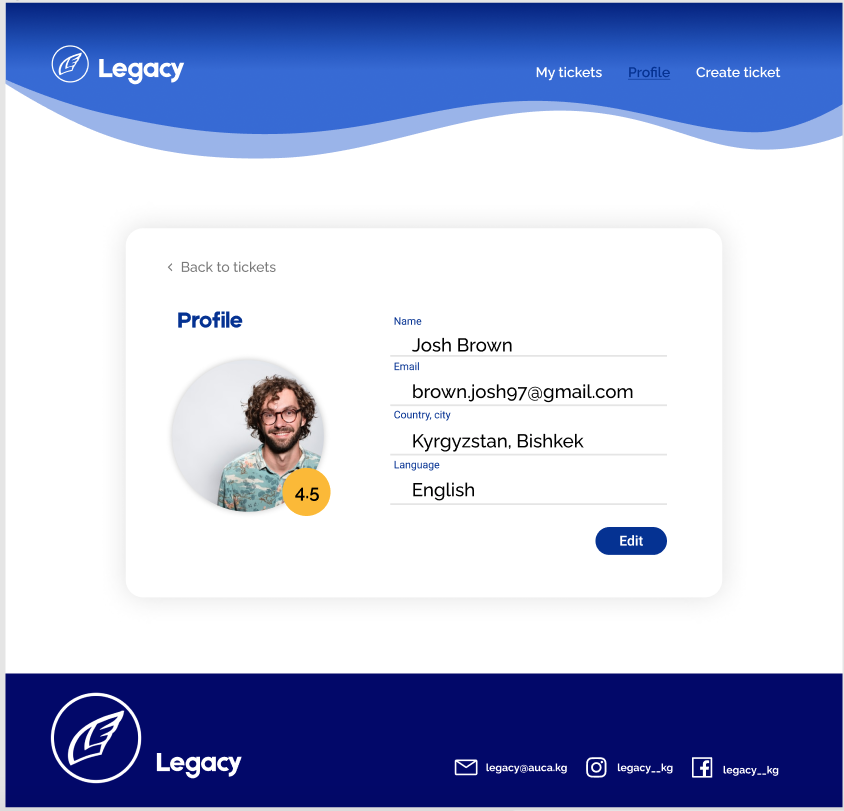 Legacy
My tickets Profile Create ticket
< Back to tickets
Profile
Name
Josh Brown
Email
brown.josh97@gmail.com
Country, city
Kyrgyzstan, Bishkek
Language
English
4.5
Edit
Legacy
legacy@auca.kg legacy__kg legacy__kg